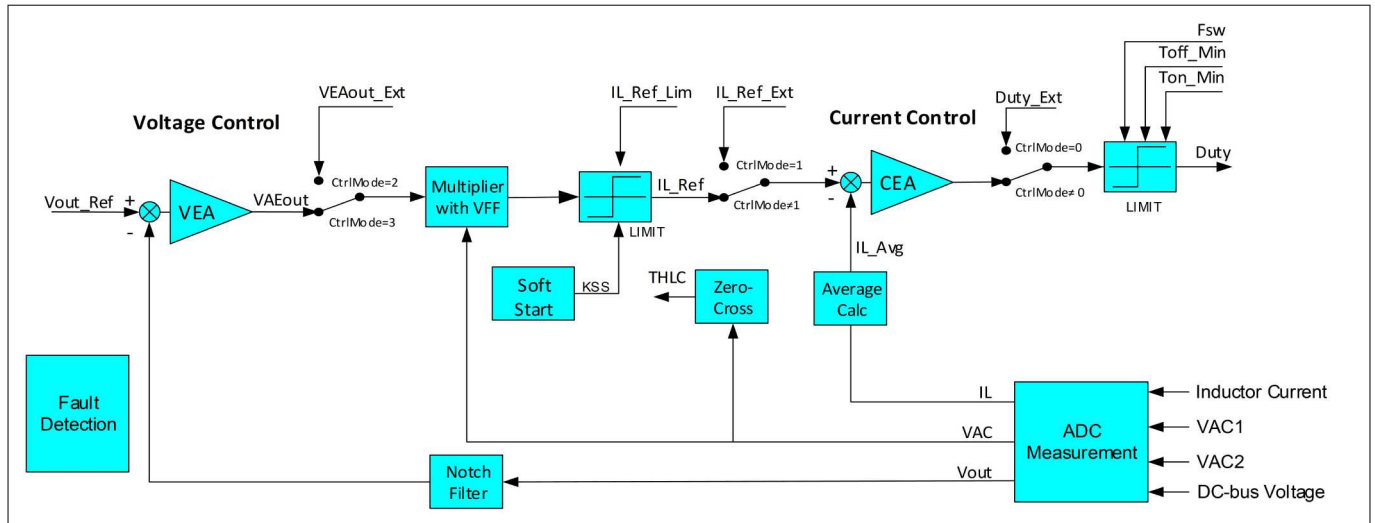 Fsw
Toff_Min
Ton_Min
VEAout_Ext
IL_Ref_Lim
IL_Ref_Ext
Duty_Ext
Voltage Control
Current Control
CtrlMode=0
CtrlMode=1
CtrlMode=2
Duty
Vout_Ref
+
-
VEA
VAEout
CtrlMode=3
Multiplier
with VFF
IL_Ref
LIMIT
CtrlMode≠1
+
-
CEA
CtrlMode≠ 0
LIMIT
IL_Avg
Soft
Start
KSS
THLC
Zero-
Cross
Average
Calc
Fault
Detection
IL
VAC
Vout
ADC
Measurement
Inductor Current
VAC1
VAC2
DC-bus Voltage
Notch
Filter